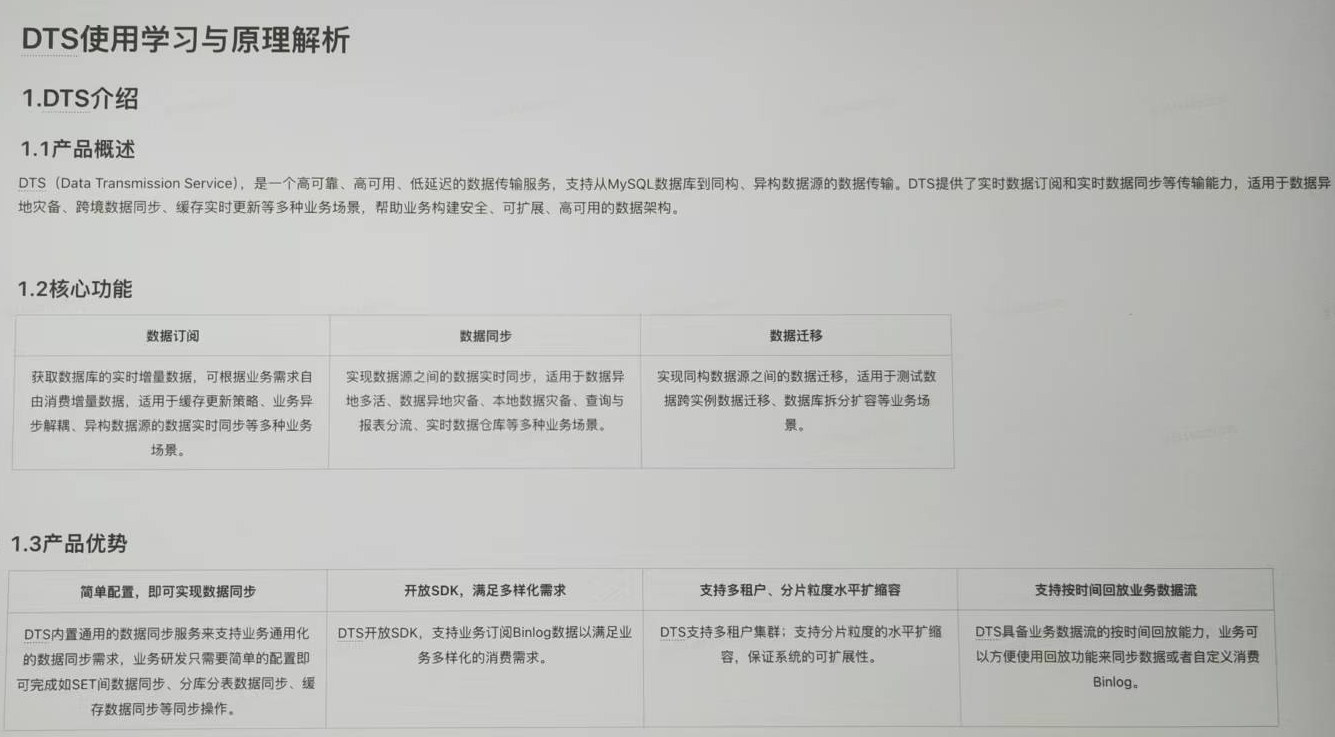 DTS使用学习与原理解析
1.DTS介绍
1.1产品概述
DTS（Data Transmission Service），是一个高可靠、高可用、低延迟的数据传输服务，支持从MySQL数据库到同构、异构数据源的数据传输。DTS提供了实时数据订阅和实时数据同步等传输能力，适用于数据异
地灾备、跨境数据同步、缓存实时更新等多种业务场景，帮助业务构建安全、可扩展、高可用的数据架构。
1.2核心功能
数据订阅
获取数据库的实时增量数据，可根据业务需求自
由消费增量数据，适用于缓存更新策略、业务异
步解耦、异构数据源的数据实时同步等多种业务
场景。
数据同步
实现数据源之间的数据实时同步，适用于数据异
地多活、数据异地灾备、本地数据灾备、查询与
报表分流、实时数据仓库等多种业务场景。
数据迁移
实现同构数据源之间的数据迁移，适用于测试数
据跨实例数据迁移、数据库拆分扩容等业务场
景。
1.3产品优势
简单配置，即可实现数据同步
DTS内置通用的数据同步服务来支持业务通用化
的数据同步需求，业务研发只需要简单的配置即
可完成如SET间数据同步、分库分表数据同步、缓
存数据同步等同步操作。
开放SDK，满足多样化需求
DTS开放SDK，支持业务订阅Binlog数据以满足业
务多样化的消费需求。
支持多租户、分片粒度水平扩缩容
DTS支持多租户集群；支持分片粒度的水平扩缩
容，保证系统的可扩展性。
支持按时间回放业务数据流
DTS具备业务数据流的按时间回放能力，业务可
以方便使用回放功能来同步数据或者自定义消费
Binlog。